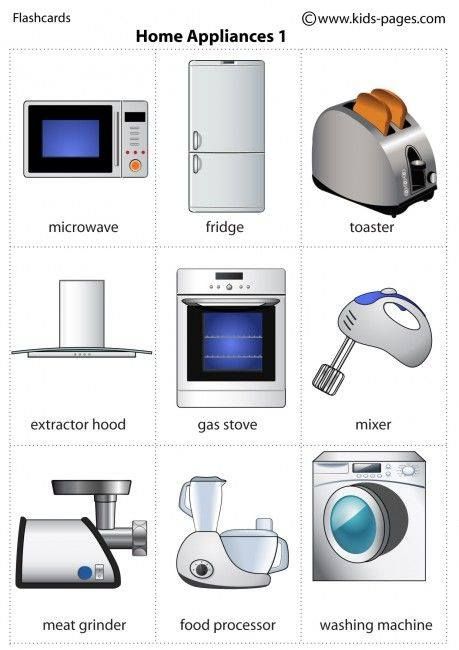 Flashcards
©www.kids-pages.com
Home Appliances 1
microwave
fridge
toaster
extractor hood
gas stove
mixer
meat grinder
food processor
washing machine